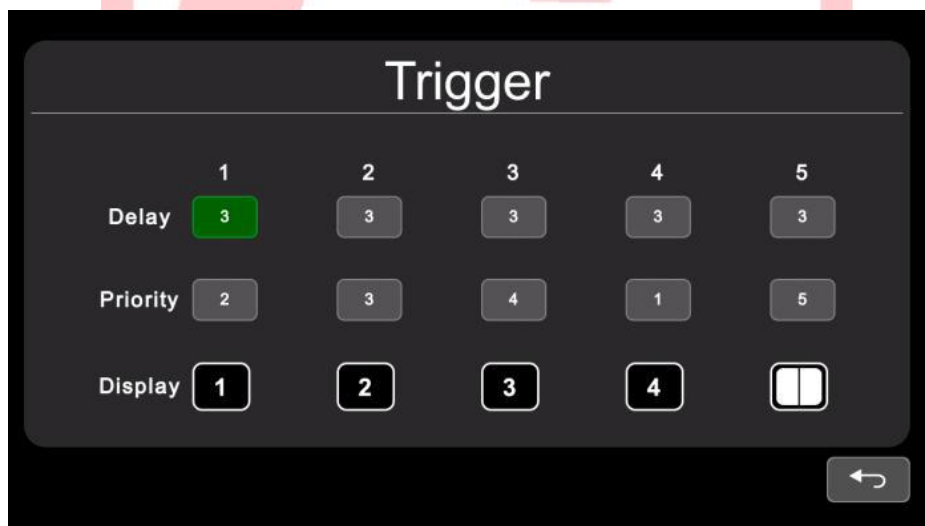 Trigger
1 2 3 4 5
Delay 3 3 3 3 3
Priority 2 3 4 1 5
Display 1 2 3 4